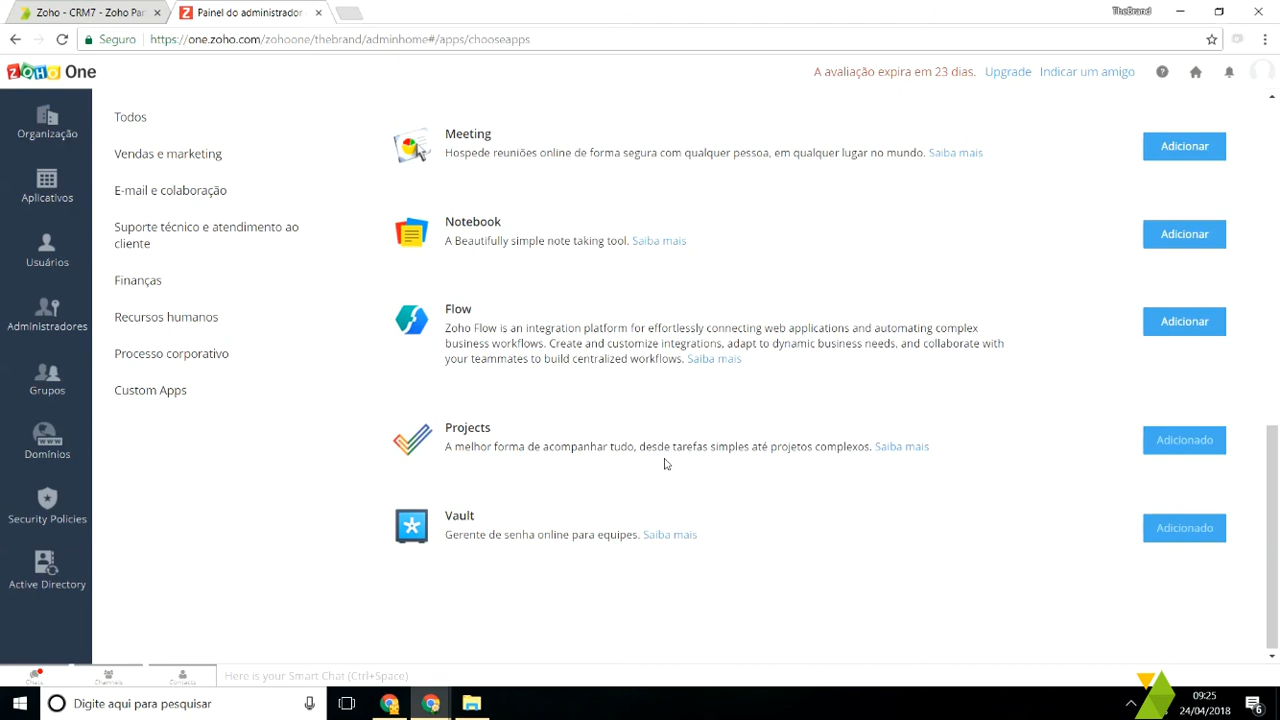 Zoho - CRM7 - Zoho Par
Painel do administrador
TheBrand
Seguro
https://one.zoho.com/zohoone/thebrand/adminhome#/apps/chooseapps
ZOHO One
A avaliação expira em 23 dias. Upgrade Indicar um amigo
Organização
Aplicativos
Usuários
Administradores
Grupos
Domínios
Security Policies
Active Directory
Todos
Vendas e marketing
E-mail e colaboração
Suporte técnico e atendimento ao
cliente
Finanças
Recursos humanos
Processo corporativo
Custom Apps
Meeting
Hospede reuniões online de forma segura com qualquer pessoa, em qualquer lugar no mundo. Saiba mais
Adicionar
Notebook
A Beautifully simple note taking tool. Saiba mais
Adicionar
Flow
Zoho Flow is an integration platform for effortlessly connecting web applications and automating complex
business workflows. Create and customize integrations, adapt to dynamic business needs, and collaborate with
your teammates to build centralized workflows. Saiba mais
Adicionar
Projects
A melhor forma de acompanhar tudo, desde tarefas simples até projetos complexos. Saiba mais
Adicionado
Vault
Gerente de senha online para equipes. Saiba mais
Adicionado
Chats
Channels
Contacts
Here is your Smart Chat (Ctrl+Space)
Digite aqui para pesquisar
09:25
24/04/2018
6